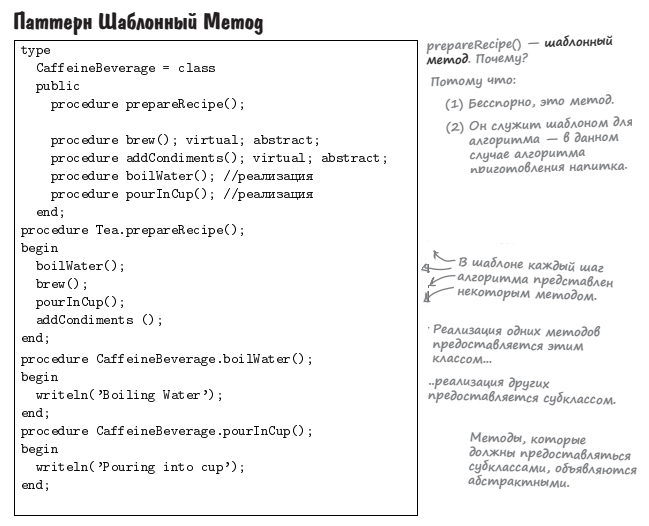 Паттерн Шаблонный Метод
type
CaffeineBeverage = class
public
procedure prepareRecipe();
procedure brew(); virtual; abstract;
procedure addCondiments(); virtual; abstract;
procedure boilWater(); //реализация
procedure pourInCup(); //реализация
end;
procedure Tea.prepareRecipe();
begin
boilWater();
brew();
pourInCup();
addCondiments ();
end;
procedure CaffeineBeverage.boilWater();
begin
writeln('Boiling Water');
end;
procedure CaffeineBeverage.pourInCup();
begin
writeln('Pouring into cup');
end;
prepareRecipe() — шаблонный
метод. Почему?
Потому что:
(1) Бесспорно, это метод.
(2) Он служит шаблоном для
алгоритма — в данном
случае алгоритма
приготовления напитка.
В шаблоне каждый шаг
алгоритма представлен
некоторым методом.
Реализация одних методов
предоставляется этим
классом...
..реализация других
предоставляется субклассом.
Методы, которые
должны предоставляться
субклассами, объявляются
абстрактными.